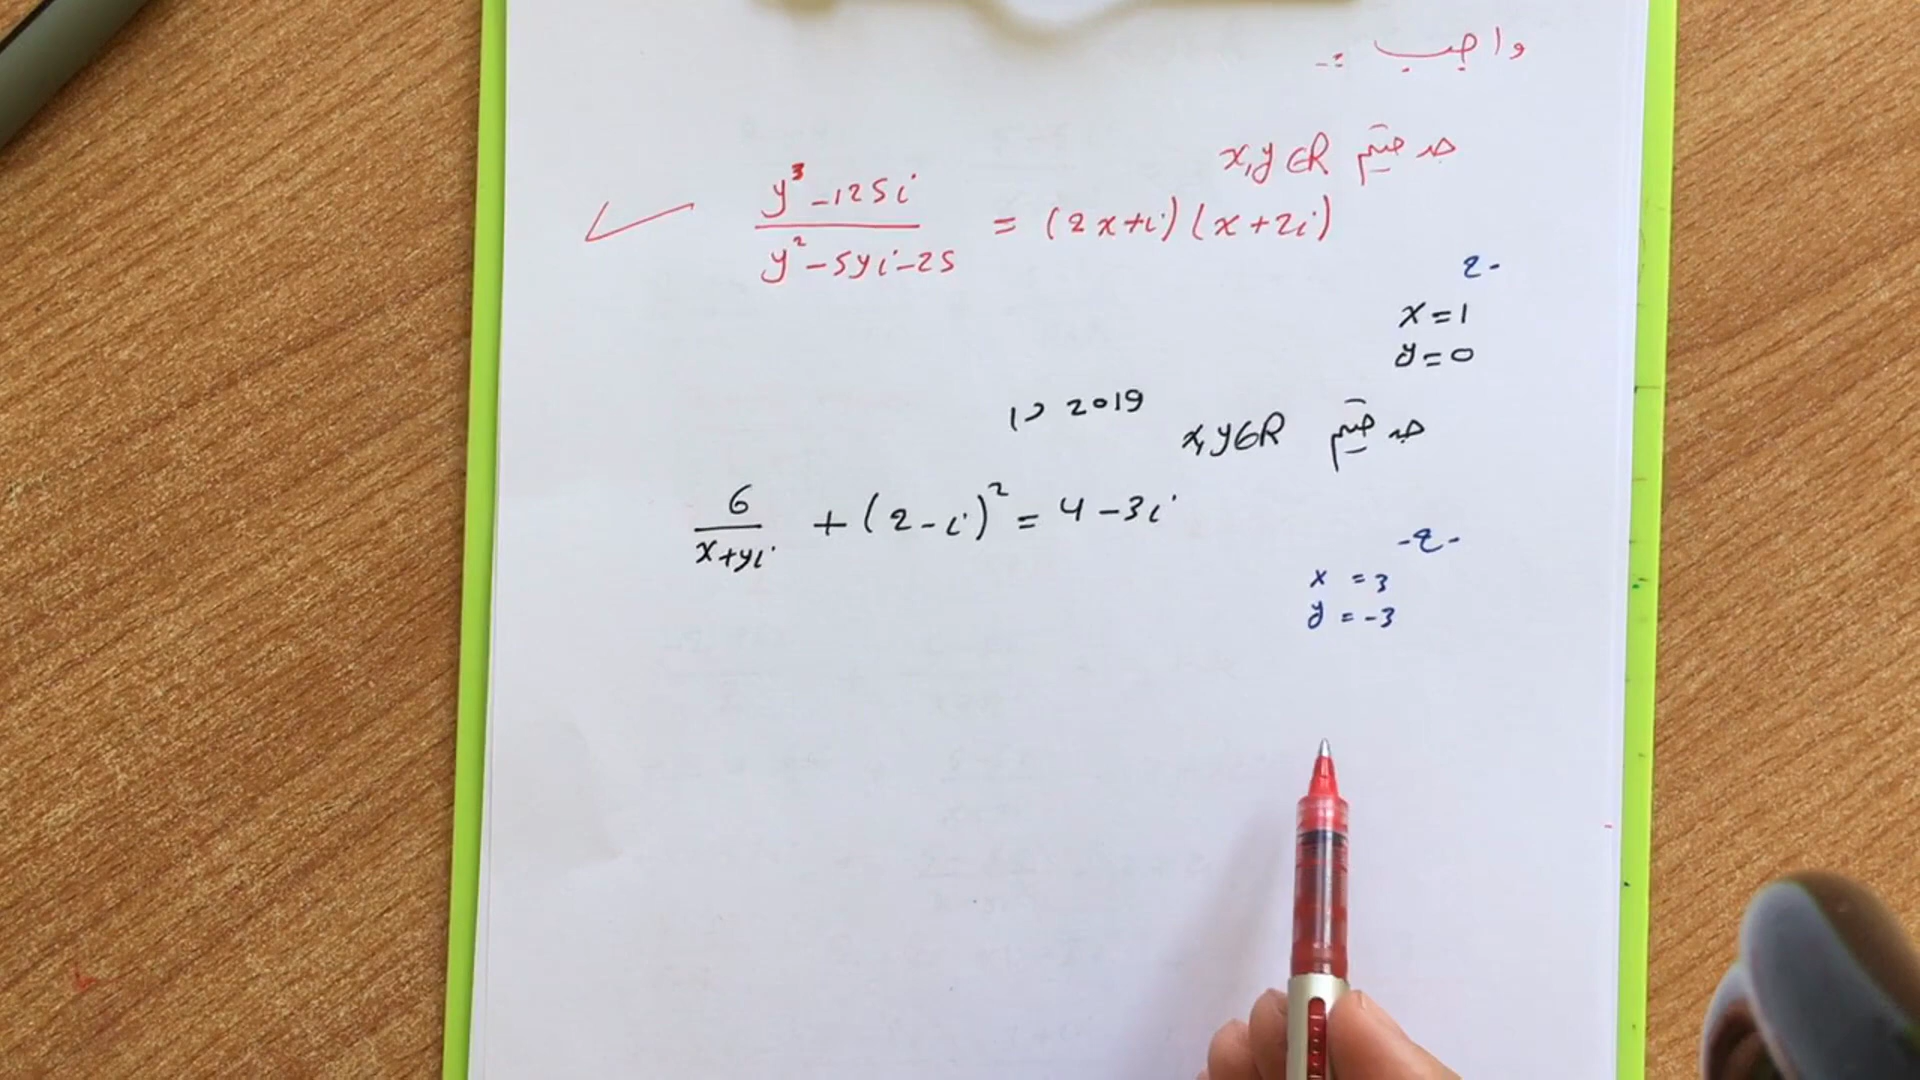 واجب :-
جد قيم x,y∈R
y³-125i / y²-5yi-25 = (2x+i)(x+2i)
ج-
x=1
y=0
2019 د1
جد قيم x,y∈R
6 / x+yi + (2-i)² = 4-3i
-ج-
x = 3
y = -3